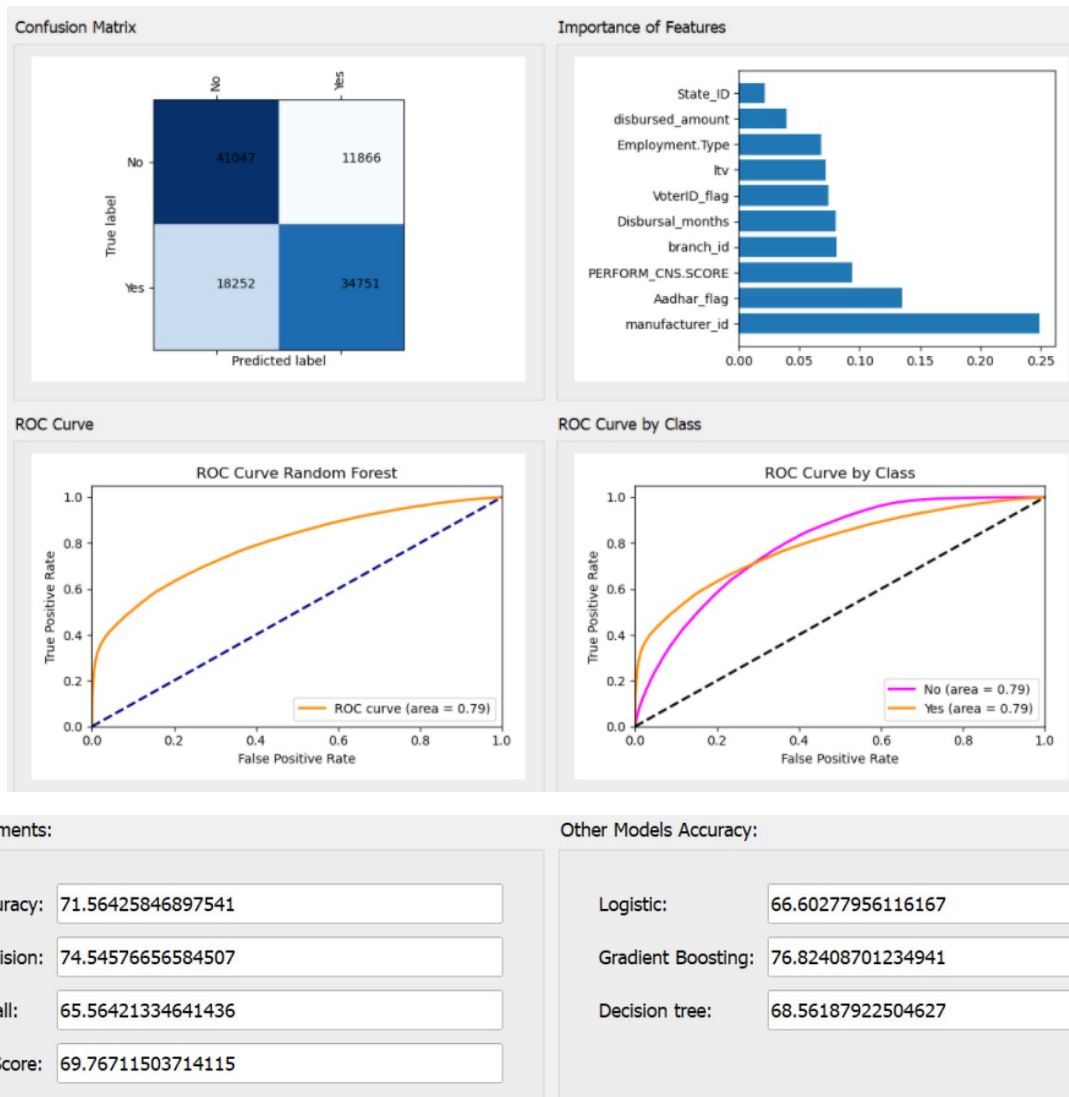 Confusion Matrix
No
Yes
No
41047
11866
True label
Yes
18252
34751
Predicted label
Importance of Features
State_ID
disbursed_amount
Employment.Type
ltv
VoterID_flag
Disbursal_months
branch_id
PERFORM_CNS.SCORE
Aadhar_flag
manufacturer_id
0.00 0.05 0.10 0.15 0.20 0.25
ROC Curve
ROC Curve Random Forest
1.0
0.8
0.6
0.4
0.2
0.0
True Positive Rate
ROC curve (area = 0.79)
0.0 0.2 0.4 0.6 0.8 1.0
False Positive Rate
ROC Curve by Class
ROC Curve by Class
1.0
0.8
0.6
0.4
0.2
0.0
True Positive Rate
No (area = 0.79)
Yes (area = 0.79)
0.0 0.2 0.4 0.6 0.8 1.0
False Positive Rate
ments:
uracy: 71.56425846897541
ision: 74.54576656584507
all: 65.56421334641436
Score: 69.76711503714115
Other Models Accuracy:
Logistic: 66.60277956116167
Gradient Boosting: 76.82408701234941
Decision tree: 68.56187922504627